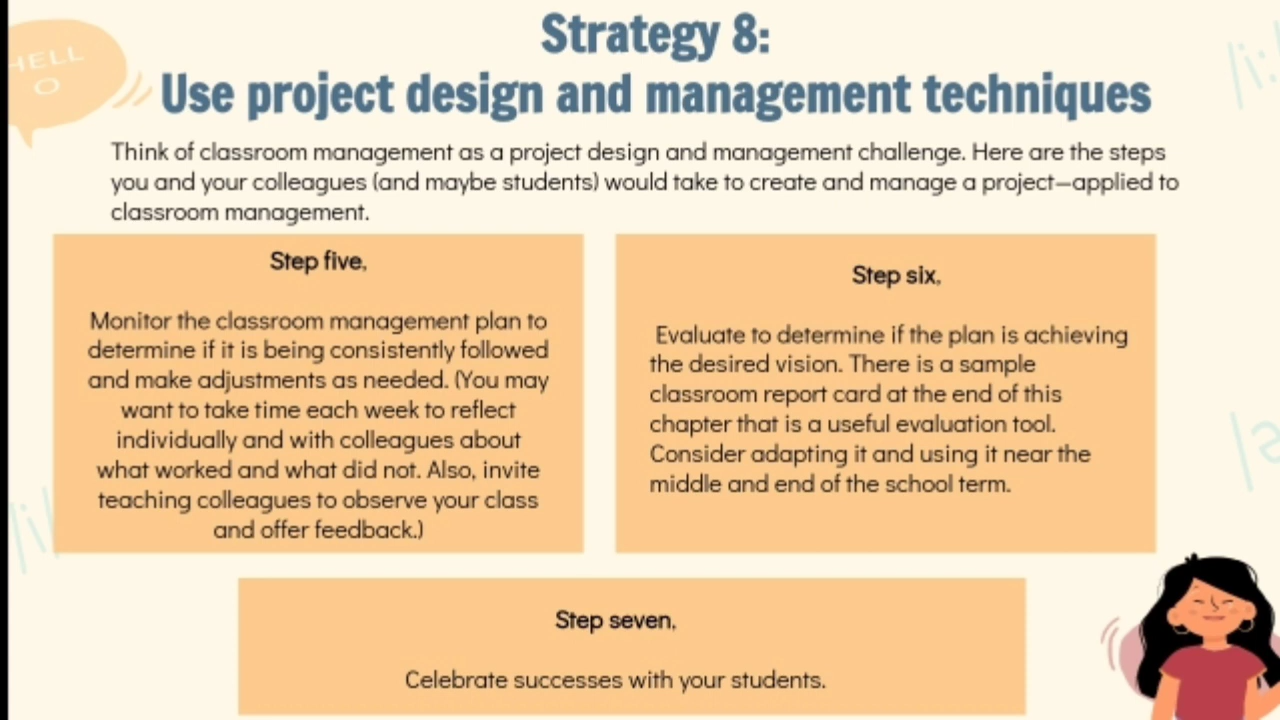 HELL
O
Strategy 8:
Use project design and management techniques
Think of classroom management as a project design and management challenge. Here are the steps
you and your colleagues (and maybe students) would take to create and manage a project—applied to
classroom management.
Step five,
Monitor the classroom management plan to
determine if it is being consistently followed
and make adjustments as needed. (You may
want to take time each week to reflect
individually and with colleagues about
what worked and what did not. Also, invite
teaching colleagues to observe your class
and offer feedback.)
Step six,
Evaluate to determine if the plan is achieving
the desired vision. There is a sample
classroom report card at the end of this
chapter that is a useful evaluation tool.
Consider adapting it and using it near the
middle and end of the school term.
Step seven,
Celebrate successes with your students.
/i: